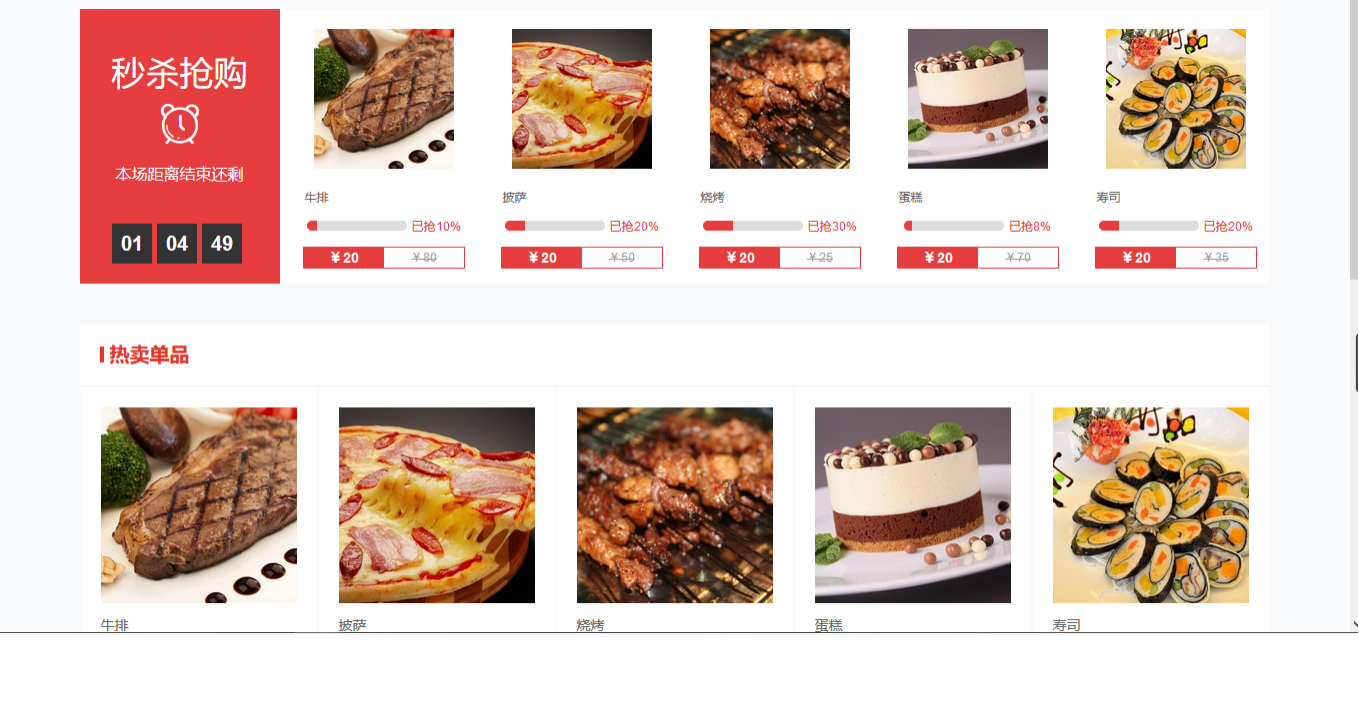 秒杀抢购
本场距离结束还剩
01 04 49
牛排
已抢10%
￥20 ￥80
披萨
已抢20%
￥20 ￥50
烧烤
已抢30%
￥20 ￥25
蛋糕
已抢8%
￥20 ￥70
寿司
已抢20%
￥20 ￥35
热卖单品
牛排
披萨
烧烤
蛋糕
寿司